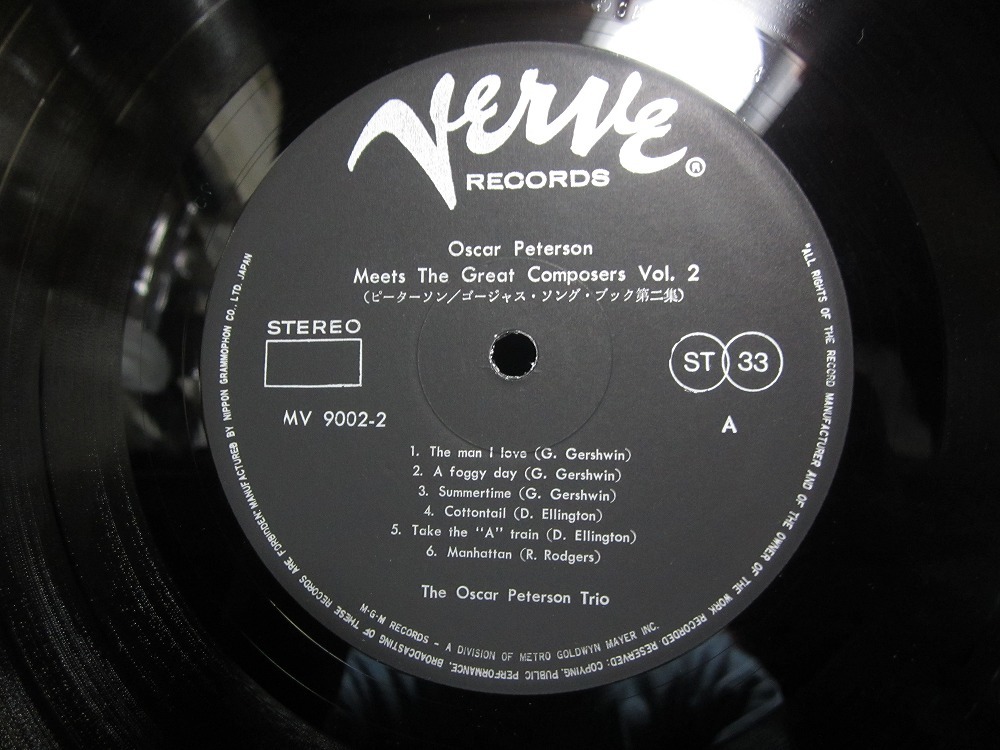 Verve
RECORDS ®
Oscar Peterson
Meets The Great Composers Vol. 2
(ピーターソン/ゴージャス・ソング・ブック第二集)
STEREO
ST 33
MV 9002-2
A
1. The man I love (G. Gershwin)
2. A foggy day (G. Gershwin)
3. Summertime (G. Gershwin)
4. Cottontail (D. Ellington)
5. Take the "A" train (D. Ellington)
6. Manhattan (R. Rodgers)
The Oscar Peterson Trio
M-G-M RECORDS – A DIVISION OF METRO GOLDWYN MAYER INC.
"ALL RIGHTS OF THE RECORD MANUFACTURER AND OF THE OWNER OF THE WORK RECORDED RESERVED: COPYING, PUBLIC PERFORMANCE, BROADCASTING OF THESE RECORDS ARE FORBIDDEN" MANUFACTURED BY NIPPON GRAMMOPHON CO., LTD. JAPAN